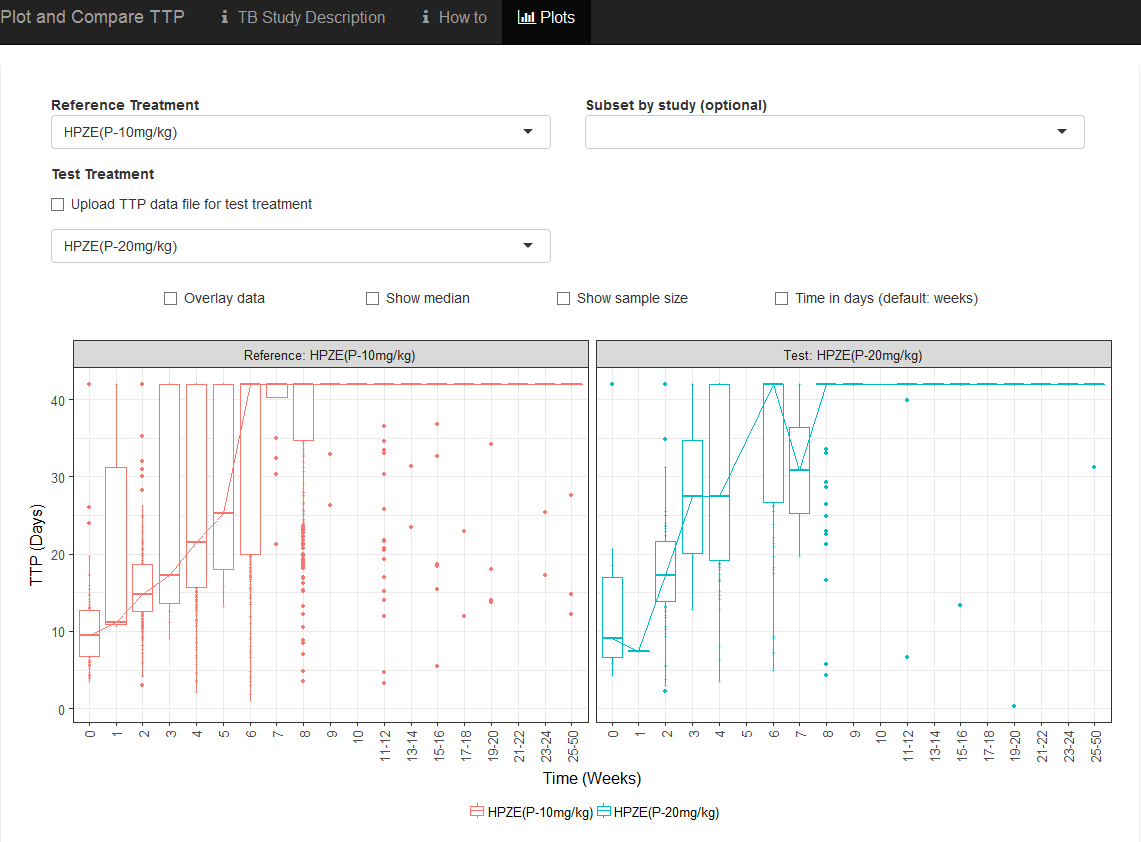 Plot and Compare TTP
TB Study Description
How to
Plots
Reference Treatment
HPZE(P-10mg/kg)
Subset by study (optional)
Test Treatment
Upload TTP data file for test treatment
HPZE(P-20mg/kg)
Overlay data
Show median
Show sample size
Time in days (default: weeks)
Reference: HPZE(P-10mg/kg)
Test: HPZE(P-20mg/kg)
TTP (Days)
40
30
20
10
0
0 1 2 3 4 5 6 7 8 9 10 11-12 13-14 15-16 17-18 19-20 21-22 23-24 25-50
0 1 2 3 4 5 6 7 8 9 10 11-12 13-14 15-16 17-18 19-20 21-22 23-24 25-50
Time (Weeks)
HPZE(P-10mg/kg) HPZE(P-20mg/kg)